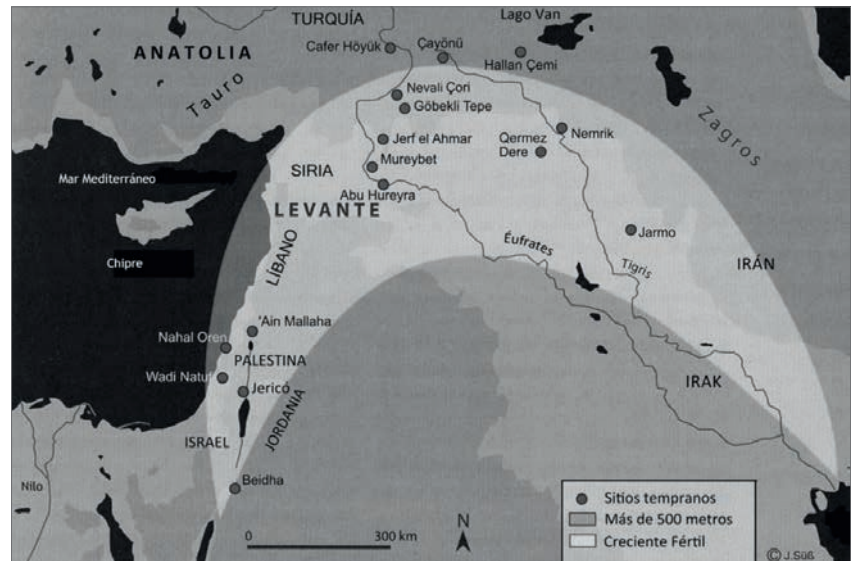 TURQUÍA
Lago Van
ANATOLIA
Cafer Höyük
Çayönü
Hallan Çemi
Tauro
Nevali Çori
Göbekli Tepe
Zagros
Jerf el Ahmar
Qermez
Dere
Nemrik
Mar Mediterráneo
SIRIA
Mureybet
Abu Hureyra
LEVANTE
Jarmo
Éufrates
Tigris
IRÁN
Chipre
LÍBANO
'Ain Mallaha
Nahal Oren
PALESTINA
Wadi Natuf
Jericó
IRAK
ISRAEL
JORDANIA
Beidha
Nilo
0
300 km
N
Sitios tempranos
Más de 500 metros
Creciente Fértil
© J.Süß